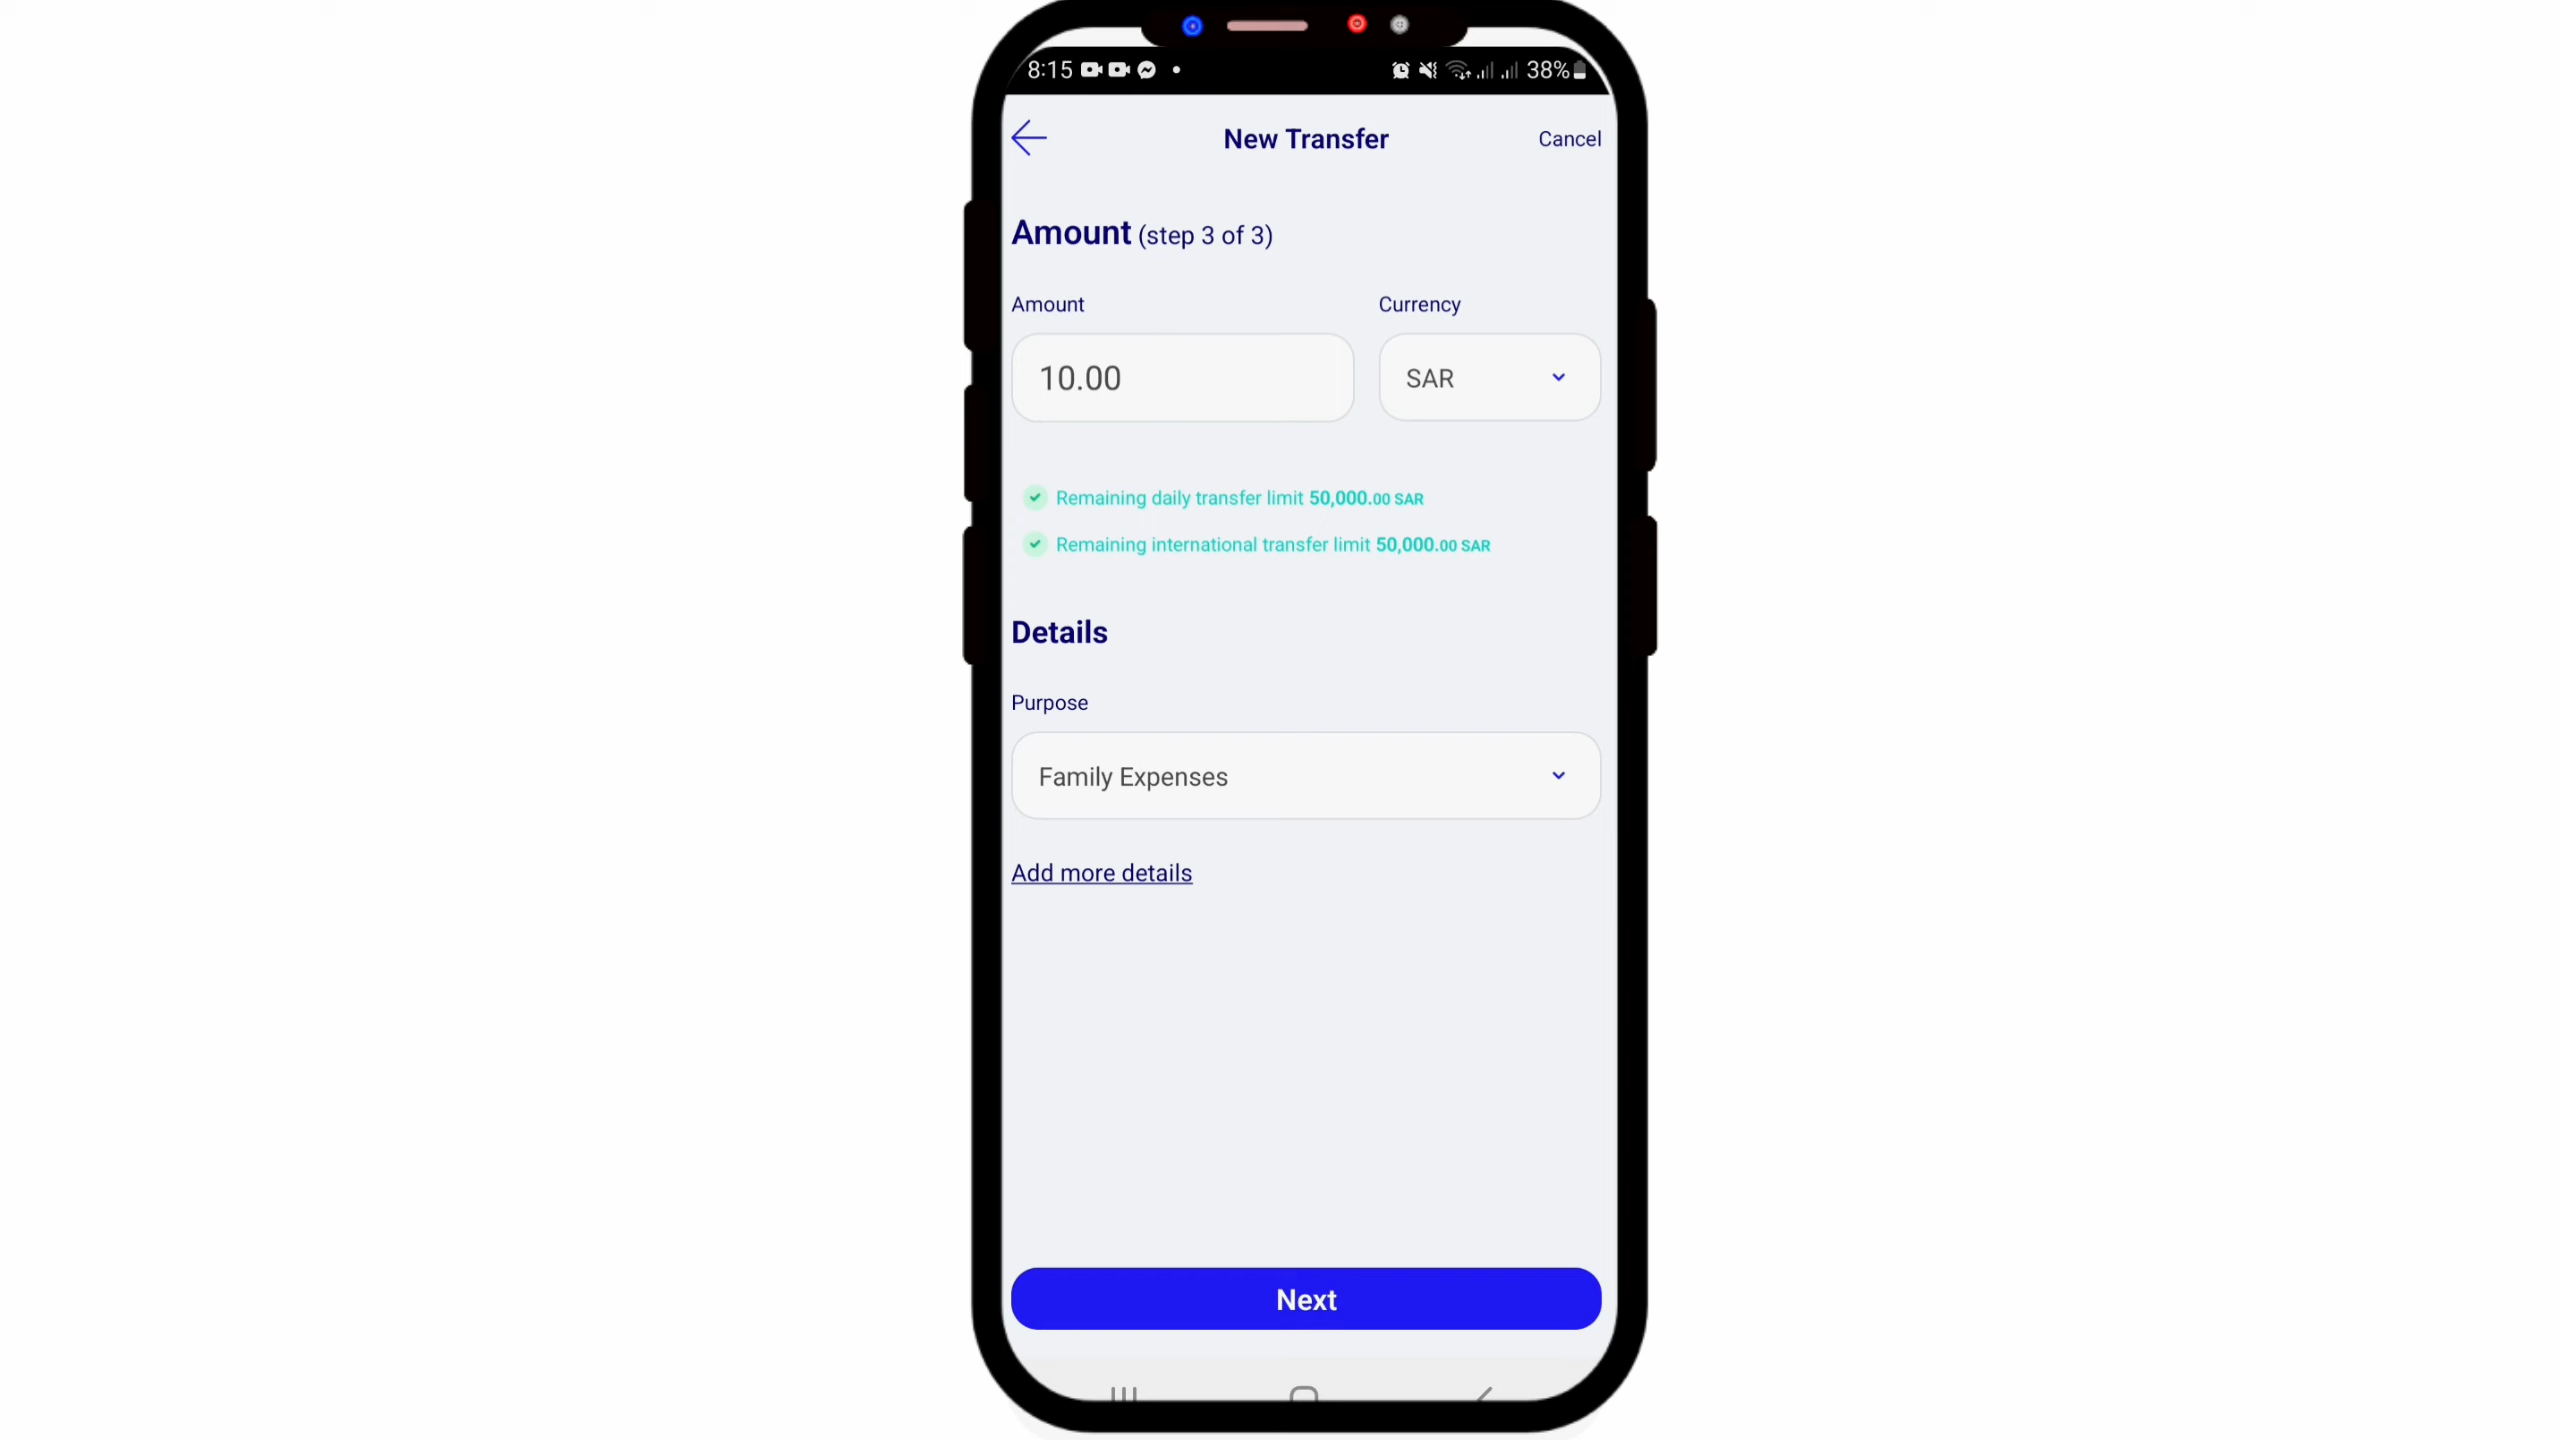 8:15 38%
New Transfer Cancel
Amount (step 3 of 3)
Amount Currency
10.00 SAR
Remaining daily transfer limit 50,000.00 SAR
Remaining international transfer limit 50,000.00 SAR
Details
Purpose
Family Expenses
Add more details
Next